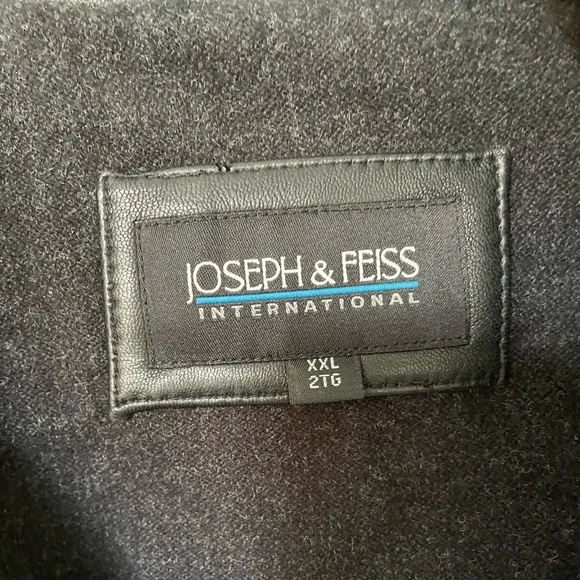 JOSEPH & FEISS
INTERNATIONAL
XXL
2TG